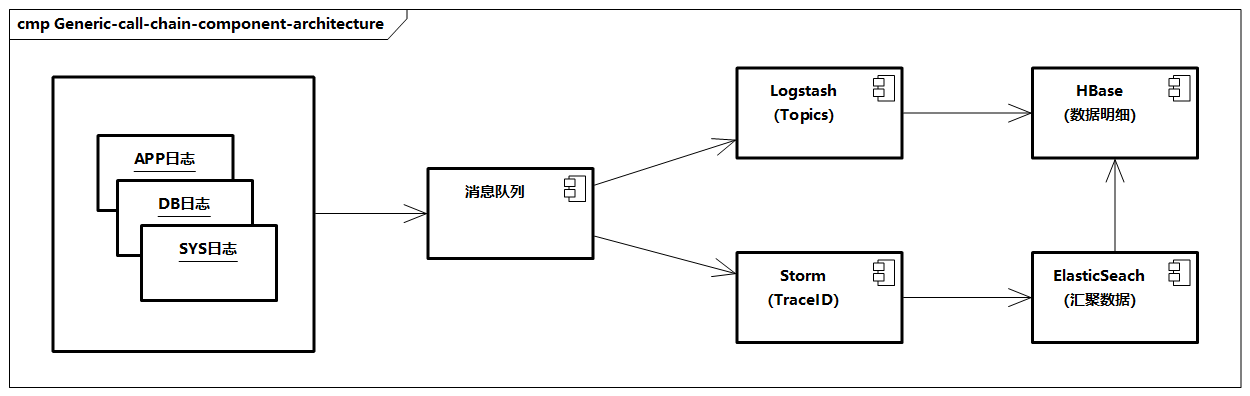 cmp Generic-call-chain-component-architecture
APP日志
DB日志
SYS日志
消息队列
Logstash
(Topics)
Storm
(TraceID)
HBase
(数据明细)
ElasticSeach
(汇聚数据)